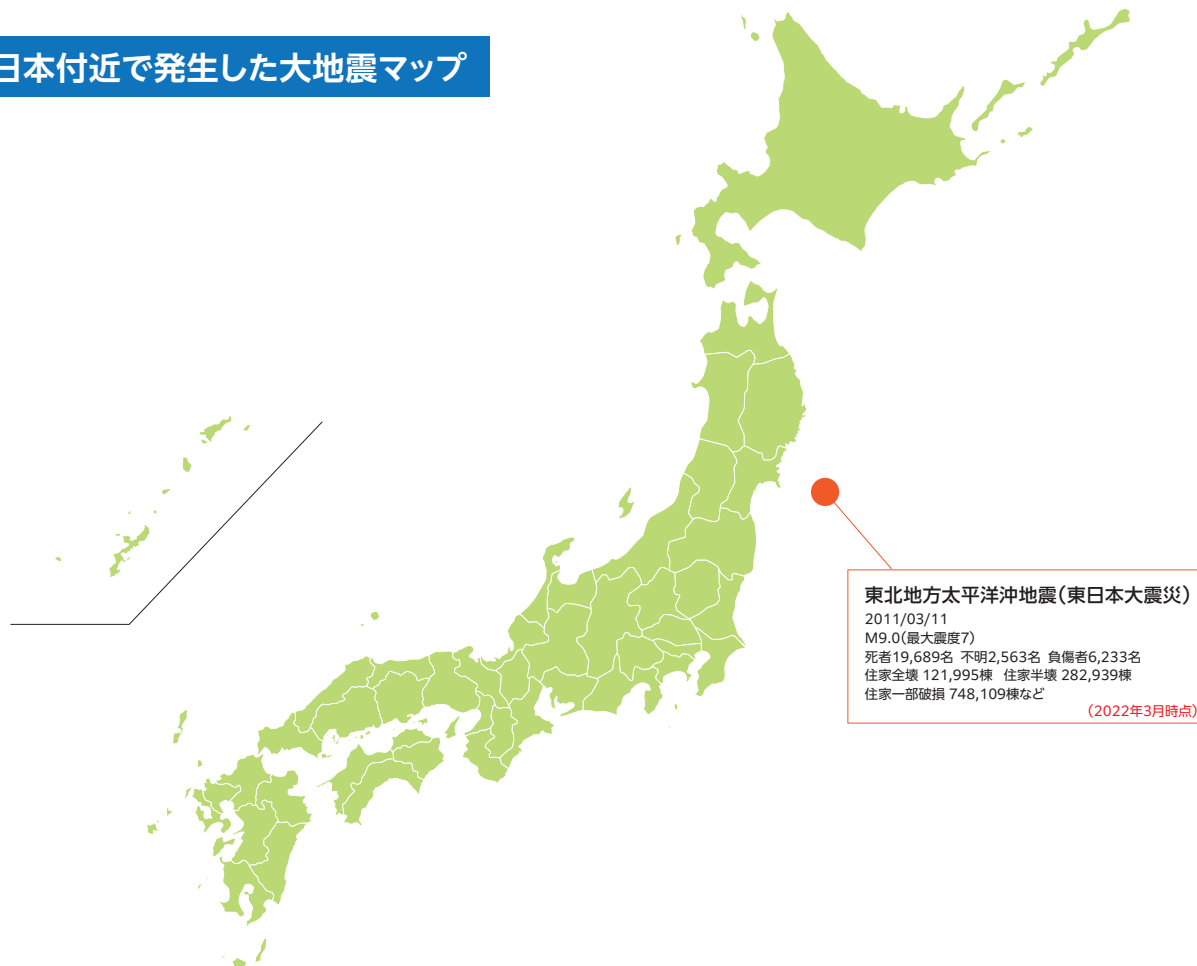 日本付近で発生した大地震マップ
東北地方太平洋沖地震（東日本大震災）
2011/03/11
M9.0(最大震度7)
死者19,689名 不明2,563名 負傷者6,233名
住家全壊 121,995棟 住家半壊 282,939棟
住家一部破損 748,109棟など
（2022年3月時点）